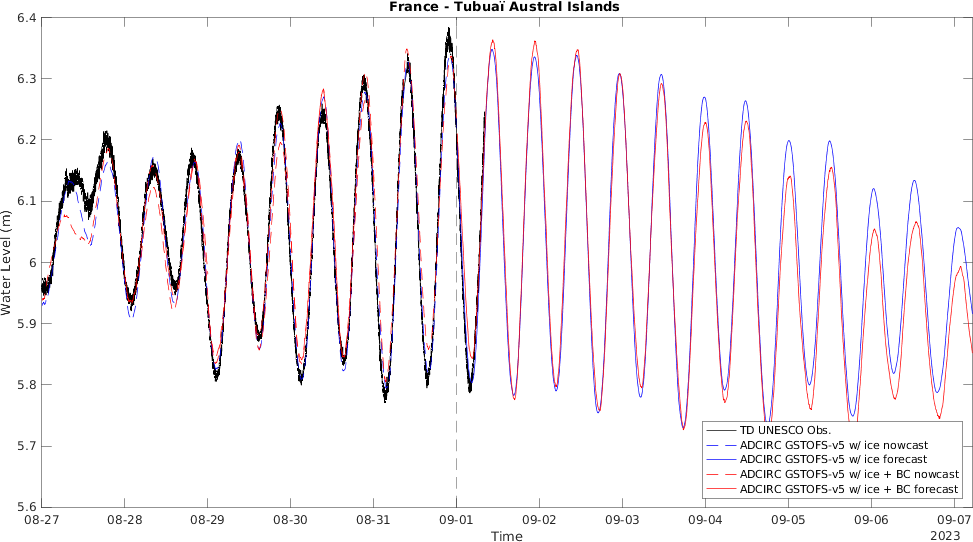 France - Tubuaï Austral Islands
6.4
6.3
6.2
6.1
6
5.9
5.8
5.7
5.6
Water Level (m)
TD UNESCO Obs.
ADCIRC GSTOFS-v5 w/ ice nowcast
ADCIRC GSTOFS-v5 w/ ice forecast
ADCIRC GSTOFS-v5 w/ ice + BC nowcast
ADCIRC GSTOFS-v5 w/ ice + BC forecast
08-27 08-28 08-29 08-30 08-31 09-01 09-02 09-03 09-04 09-05 09-06 09-07
2023
Time